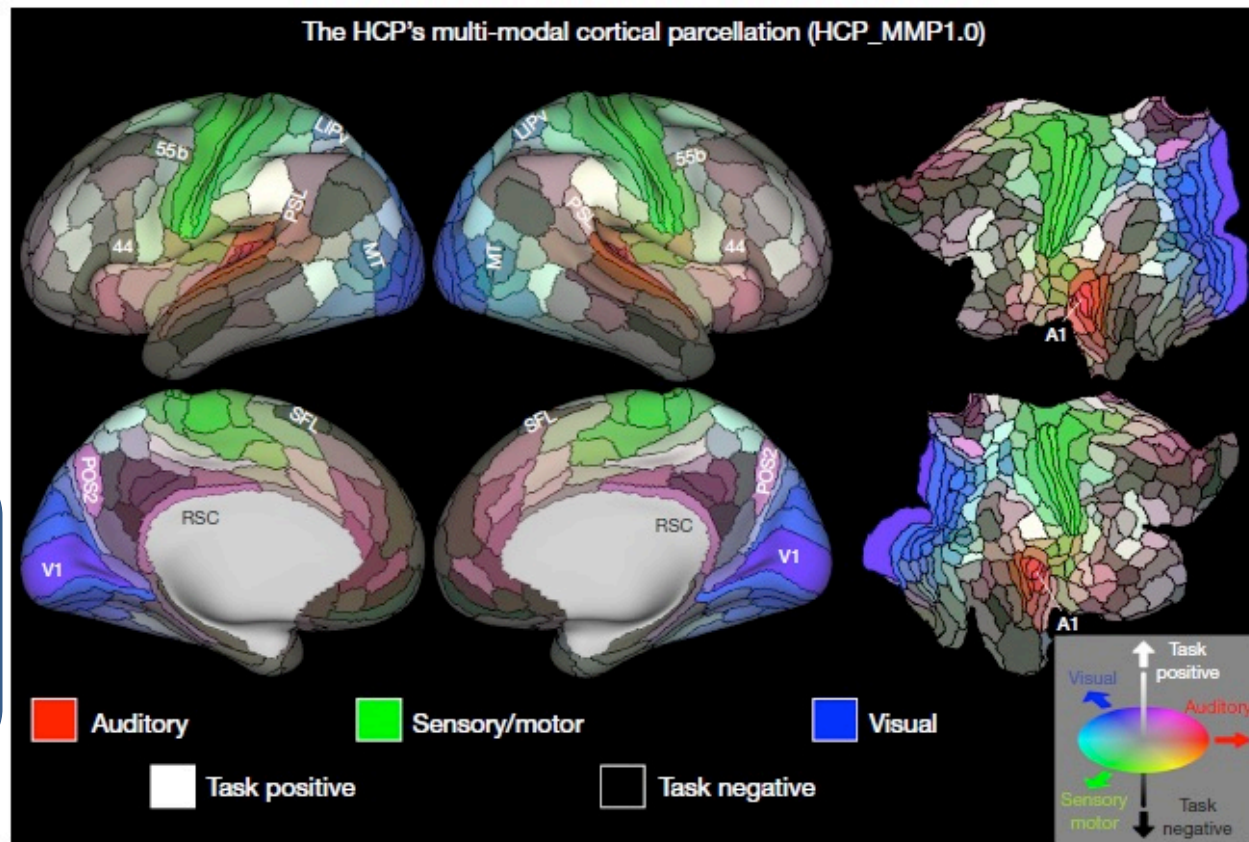 The HCP's multi-modal cortical parcellation (HCP_MMP1.0)
55b
LIPv
PSL
44
MT
LIPv
55b
PSL
44
MT
A1
SFL
POS2
RSC
V1
SFL
POS2
RSC
V1
A1
Auditory
Sensory/motor
Visual
Task positive
Task negative
Task
positive
Visual
Auditory
Sensory
motor
Task
negative